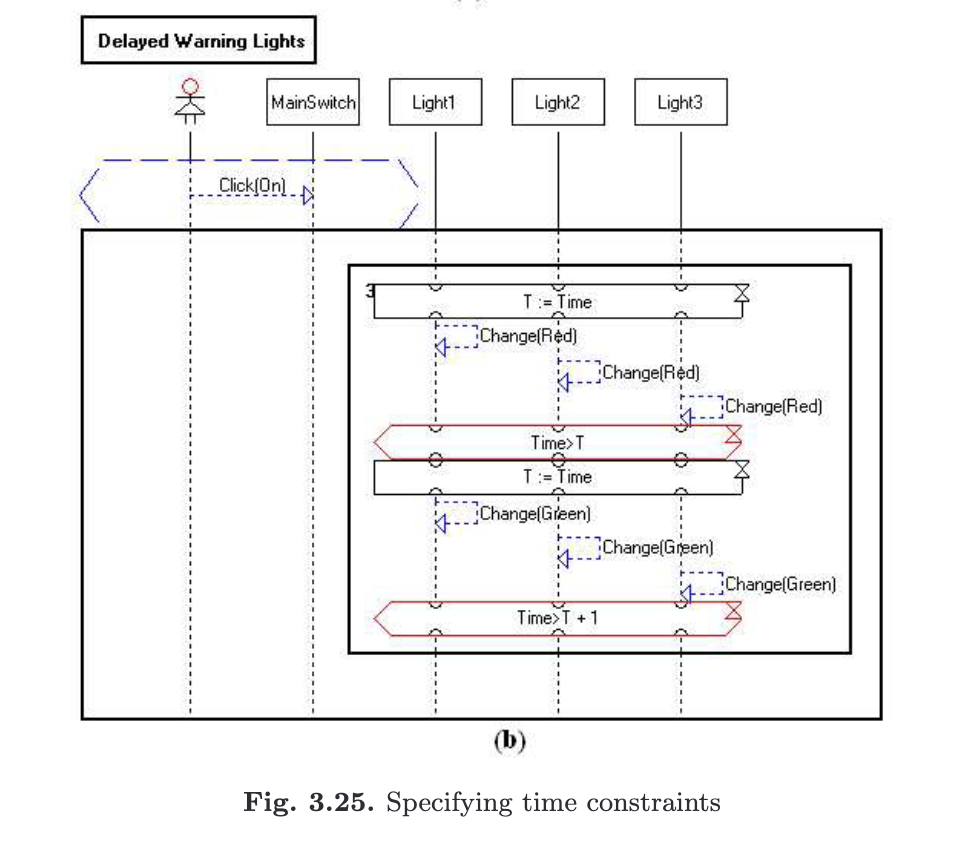 Delayed Warning Lights
MainSwitch Light1 Light2 Light3
Click(On)
3
T := Time
Change(Red)
Change(Red)
Change(Red)
Time>T
T := Time
Change(Green)
Change(Green)
Change(Green)
Time>T + 1
(b)
Fig. 3.25. Specifying time constraints